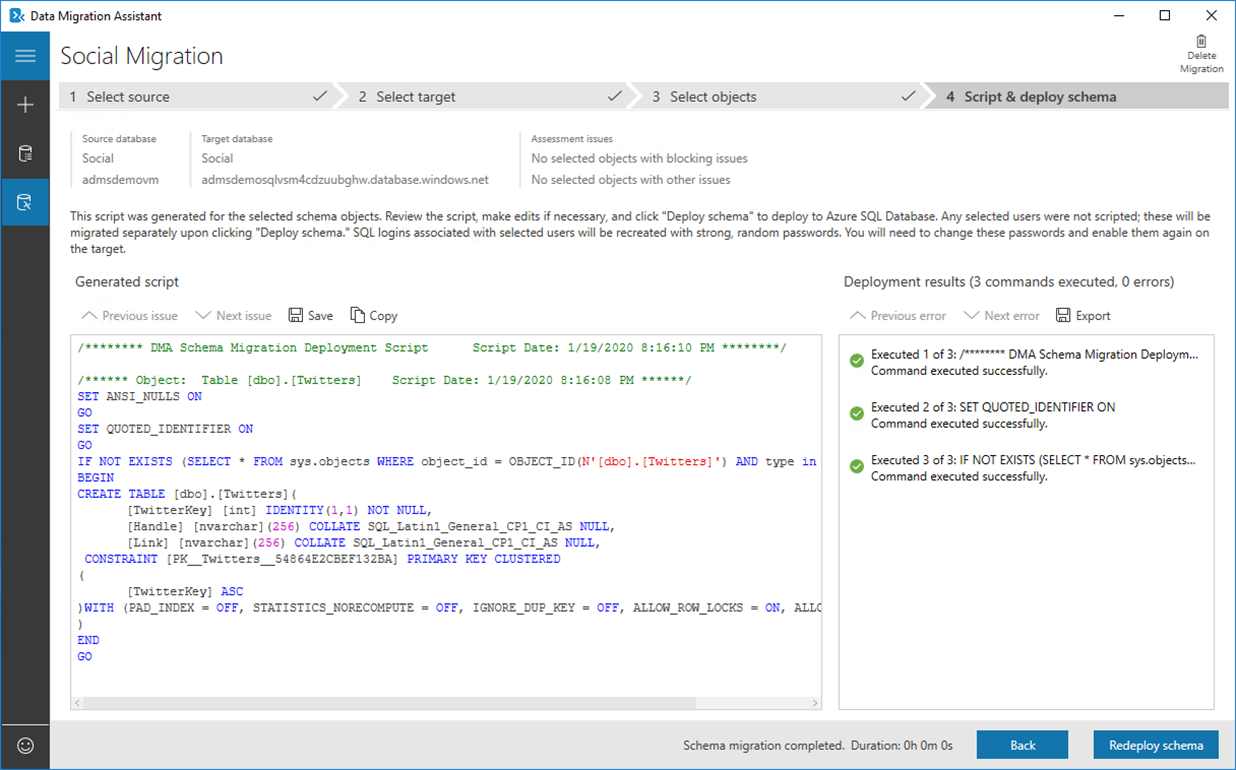 Data Migration Assistant
Social Migration
Delete
Migration
1 Select source
2 Select target
3 Select objects
4 Script & deploy schema
Source database
Social
admsdemovm
Target database
Social
admsdemosqlvsm4cdzuubghw.database.windows.net
Assessment issues
No selected objects with blocking issues
No selected objects with other issues
This script was generated for the selected schema objects. Review the script, make edits if necessary, and click "Deploy schema" to deploy to Azure SQL Database. Any selected users were not scripted; these will be
migrated separately upon clicking "Deploy schema." SQL logins associated with selected users will be recreated with strong, random passwords. You will need to change these passwords and enable them again on
the target.
Generated script
Previous issue
Next issue
Save
Copy
/******** DMA Schema Migration Deployment Script      Script Date: 1/19/2020 8:16:10 PM ********/
/****** Object:  Table [dbo].[Twitters]    Script Date: 1/19/2020 8:16:08 PM ******/
SET ANSI_NULLS ON
GO
SET QUOTED_IDENTIFIER ON
GO
IF NOT EXISTS (SELECT * FROM sys.objects WHERE object_id = OBJECT_ID(N'[dbo].[Twitters]') AND type in
BEGIN
CREATE TABLE [dbo].[Twitters](
[TwitterKey] [int] IDENTITY(1,1) NOT NULL,
[Handle] [nvarchar](256) COLLATE SQL_Latin1_General_CP1_CI_AS NULL,
[Link] [nvarchar](256) COLLATE SQL_Latin1_General_CP1_CI_AS NULL,
CONSTRAINT [PK__Twitters__54864E2CBEF132BA] PRIMARY KEY CLUSTERED
(
[TwitterKey] ASC
)WITH (PAD_INDEX = OFF, STATISTICS_NORECOMPUTE = OFF, IGNORE_DUP_KEY = OFF, ALLOW_ROW_LOCKS = ON, ALLO
)
END
GO
Deployment results (3 commands executed, 0 errors)
Previous error
Next error
Export
Executed 1 of 3: /******** DMA Schema Migration Deploym...
Command executed successfully.
Executed 2 of 3: SET QUOTED_IDENTIFIER ON
Command executed successfully.
Executed 3 of 3: IF NOT EXISTS (SELECT * FROM sys.objects...
Command executed successfully.
Schema migration completed. Duration: 0h 0m 0s
Back
Redeploy schema